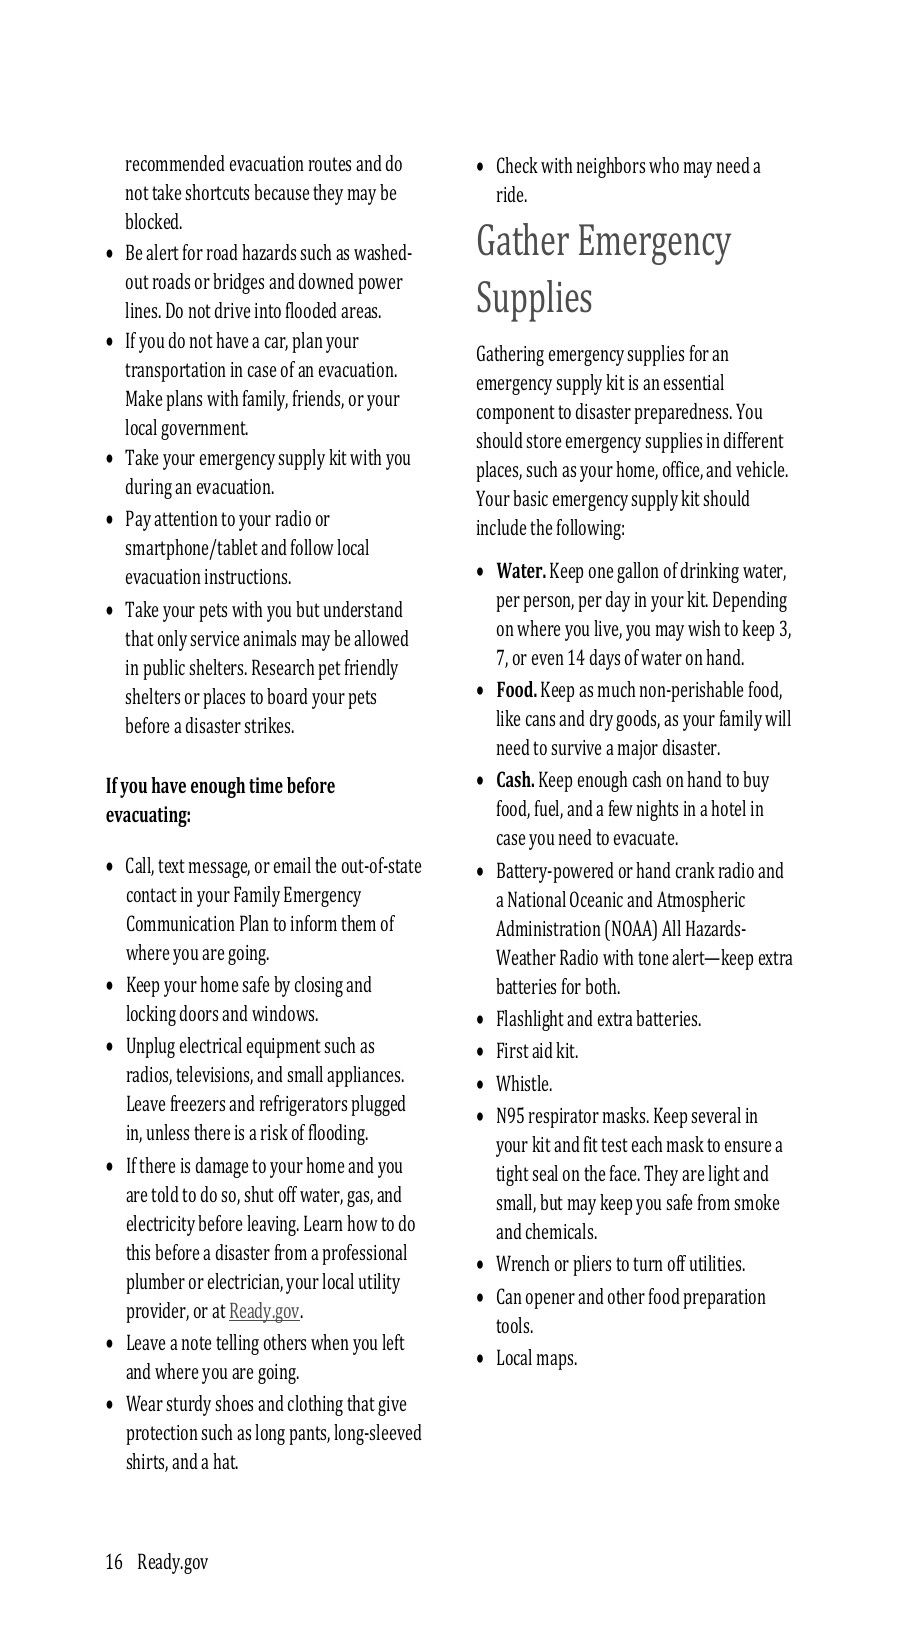 recommended evacuation routes and do
not take shortcuts because they may be
blocked.
• Be alert for road hazards such as washed-
out roads or bridges and downed power
lines. Do not drive into flooded areas.
• If you do not have a car, plan your
transportation in case of an evacuation.
Make plans with family, friends, or your
local government.
• Take your emergency supply kit with you
during an evacuation.
• Pay attention to your radio or
smartphone/tablet and follow local
evacuation instructions.
• Take your pets with you but understand
that only service animals may be allowed
in public shelters. Research pet friendly
shelters or places to board your pets
before a disaster strikes.
If you have enough time before
evacuating:
• Call, text message, or email the out-of-state
contact in your Family Emergency
Communication Plan to inform them of
where you are going.
• Keep your home safe by closing and
locking doors and windows.
• Unplug electrical equipment such as
radios, televisions, and small appliances.
Leave freezers and refrigerators plugged
in, unless there is a risk of flooding.
• If there is damage to your home and you
are told to do so, shut off water, gas, and
electricity before leaving. Learn how to do
this before a disaster from a professional
plumber or electrician, your local utility
provider, or at Ready.gov.
• Leave a note telling others when you left
and where you are going.
• Wear sturdy shoes and clothing that give
protection such as long pants, long-sleeved
shirts, and a hat.
• Check with neighbors who may need a
ride.
Gather Emergency
Supplies
Gathering emergency supplies for an
emergency supply kit is an essential
component to disaster preparedness. You
should store emergency supplies in different
places, such as your home, office, and vehicle.
Your basic emergency supply kit should
include the following:
• Water. Keep one gallon of drinking water,
per person, per day in your kit. Depending
on where you live, you may wish to keep 3,
7, or even 14 days of water on hand.
• Food. Keep as much non-perishable food,
like cans and dry goods, as your family will
need to survive a major disaster.
• Cash. Keep enough cash on hand to buy
food, fuel, and a few nights in a hotel in
case you need to evacuate.
• Battery-powered or hand crank radio and
a National Oceanic and Atmospheric
Administration (NOAA) All Hazards-
Weather Radio with tone alert—keep extra
batteries for both.
• Flashlight and extra batteries.
• First aid kit.
• Whistle.
• N95 respirator masks. Keep several in
your kit and fit test each mask to ensure a
tight seal on the face. They are light and
small, but may keep you safe from smoke
and chemicals.
• Wrench or pliers to turn off utilities.
• Can opener and other food preparation
tools.
• Local maps.
16 Ready.gov